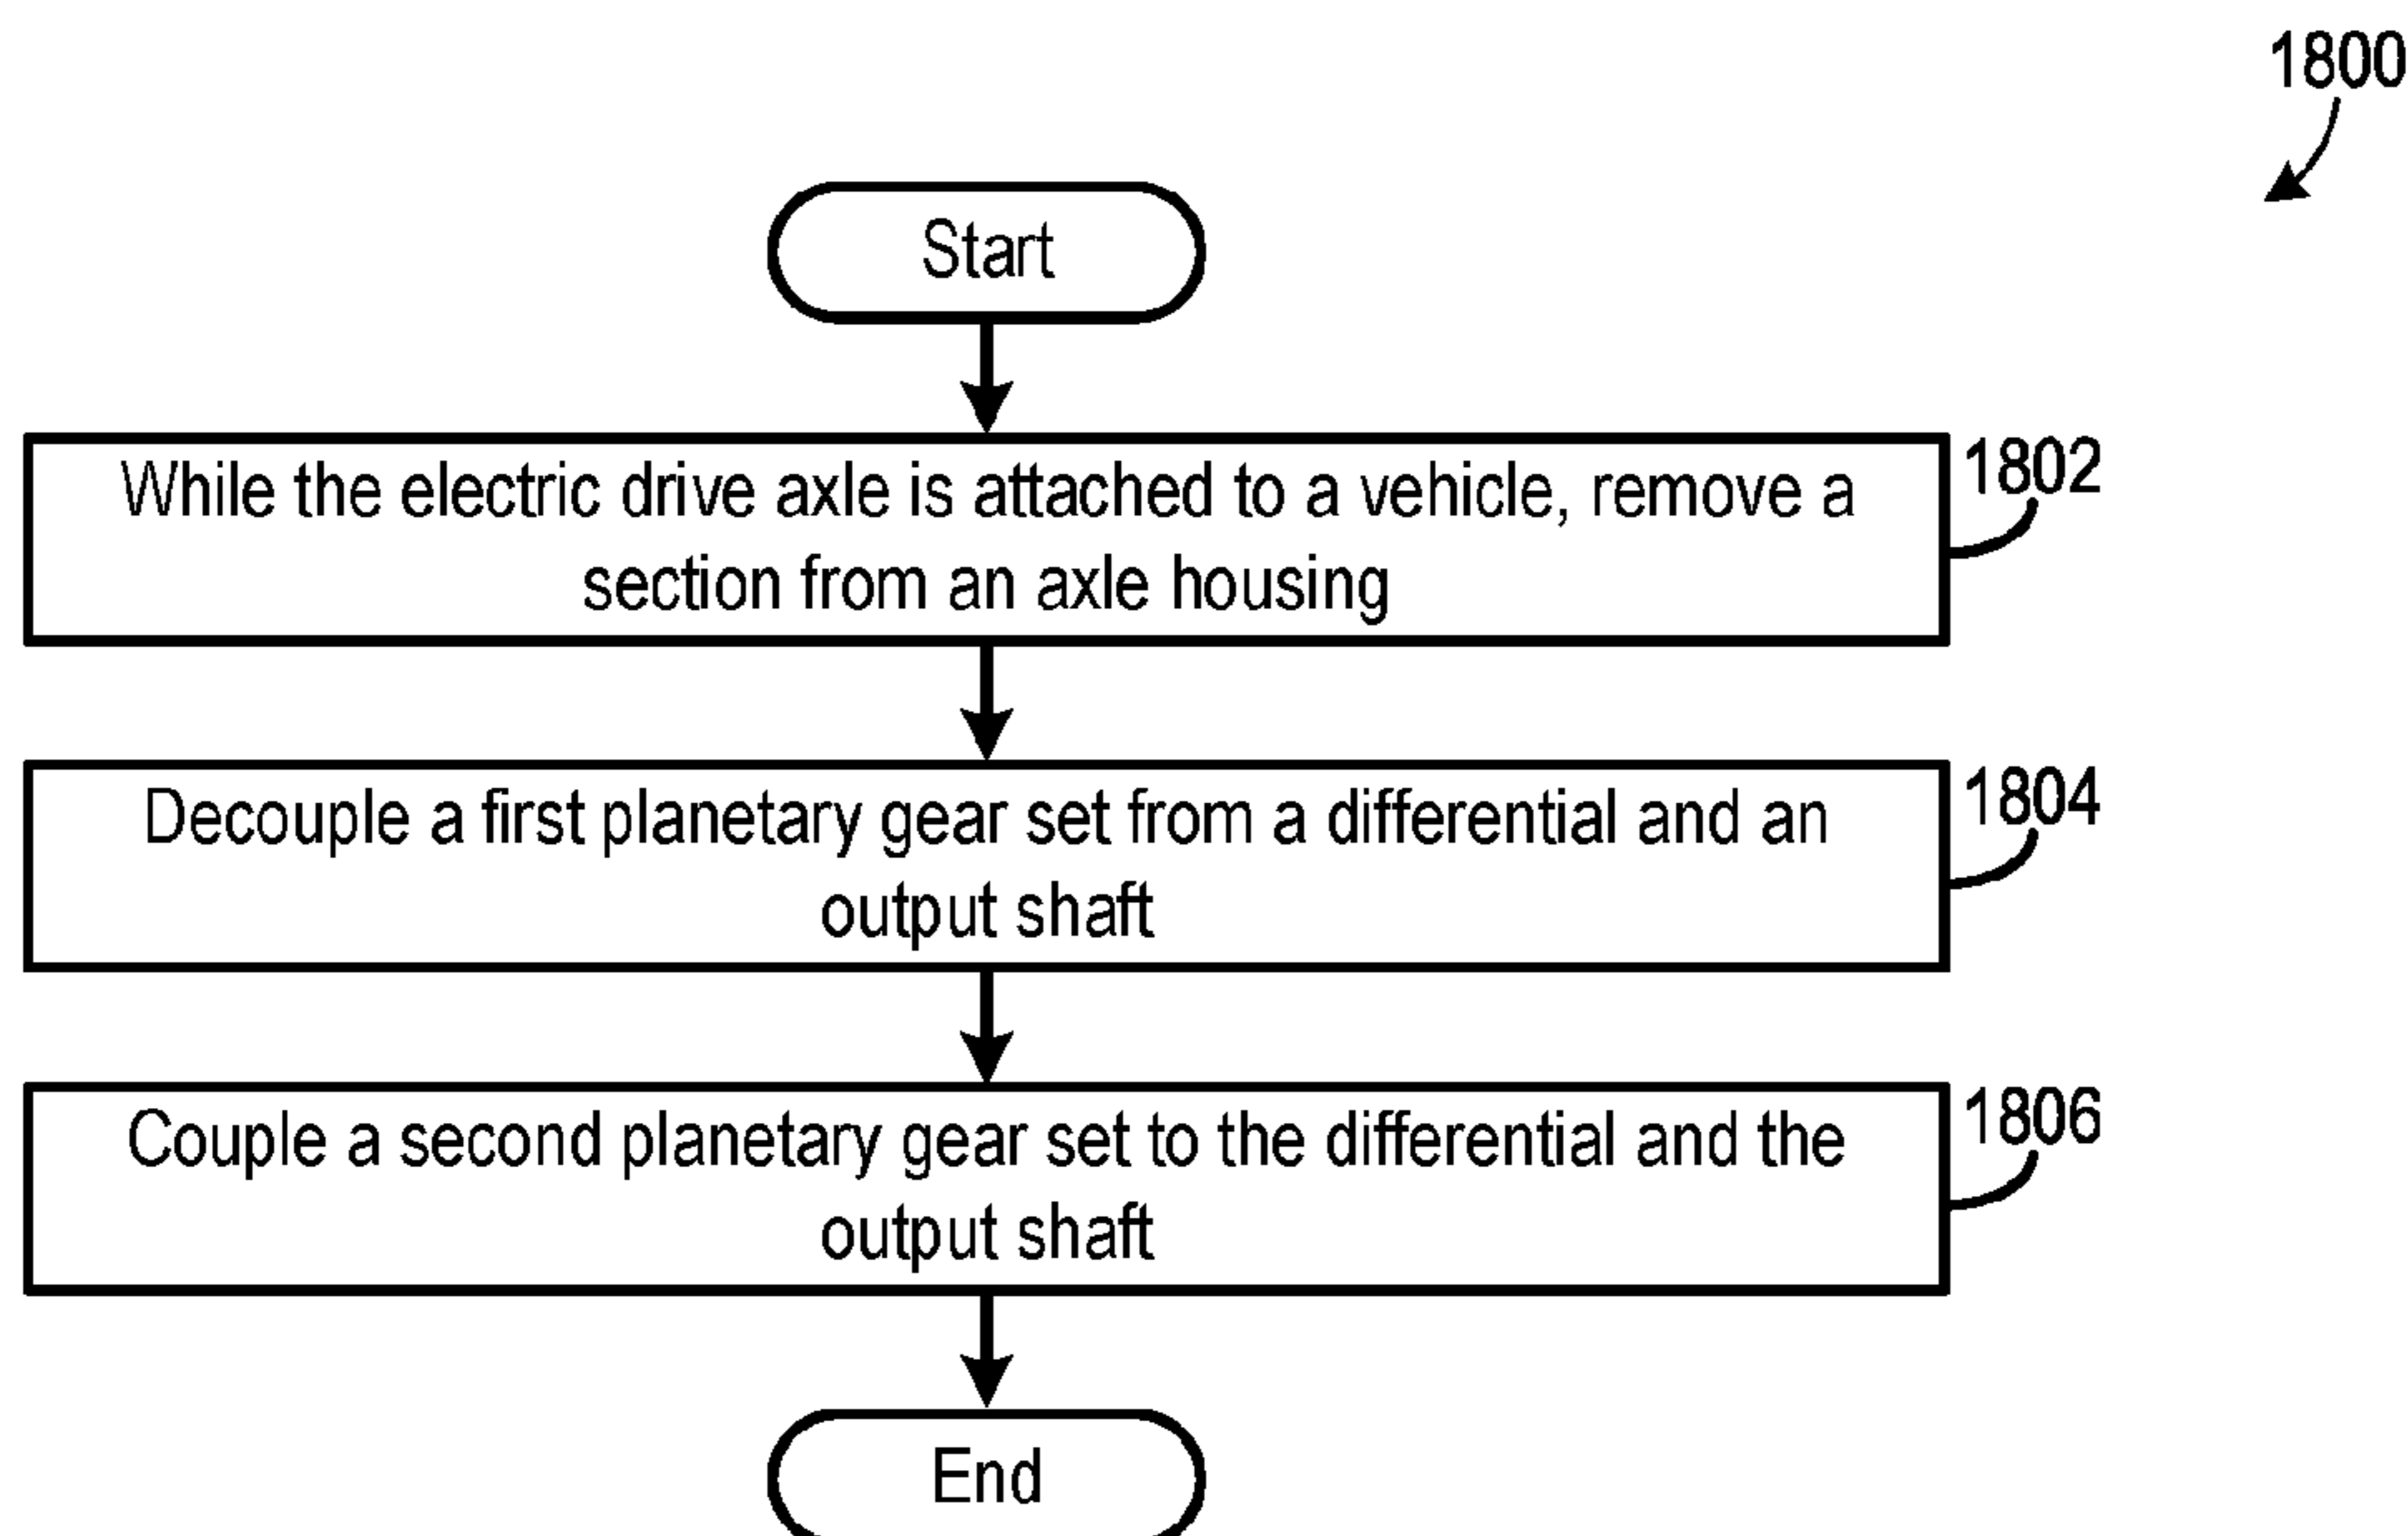 1800
Start
While the electric drive axle is attached to a vehicle, remove a
section from an axle housing
1802
Decouple a first planetary gear set from a differential and an
output shaft
1804
Couple a second planetary gear set to the differential and the
output shaft
1806
End